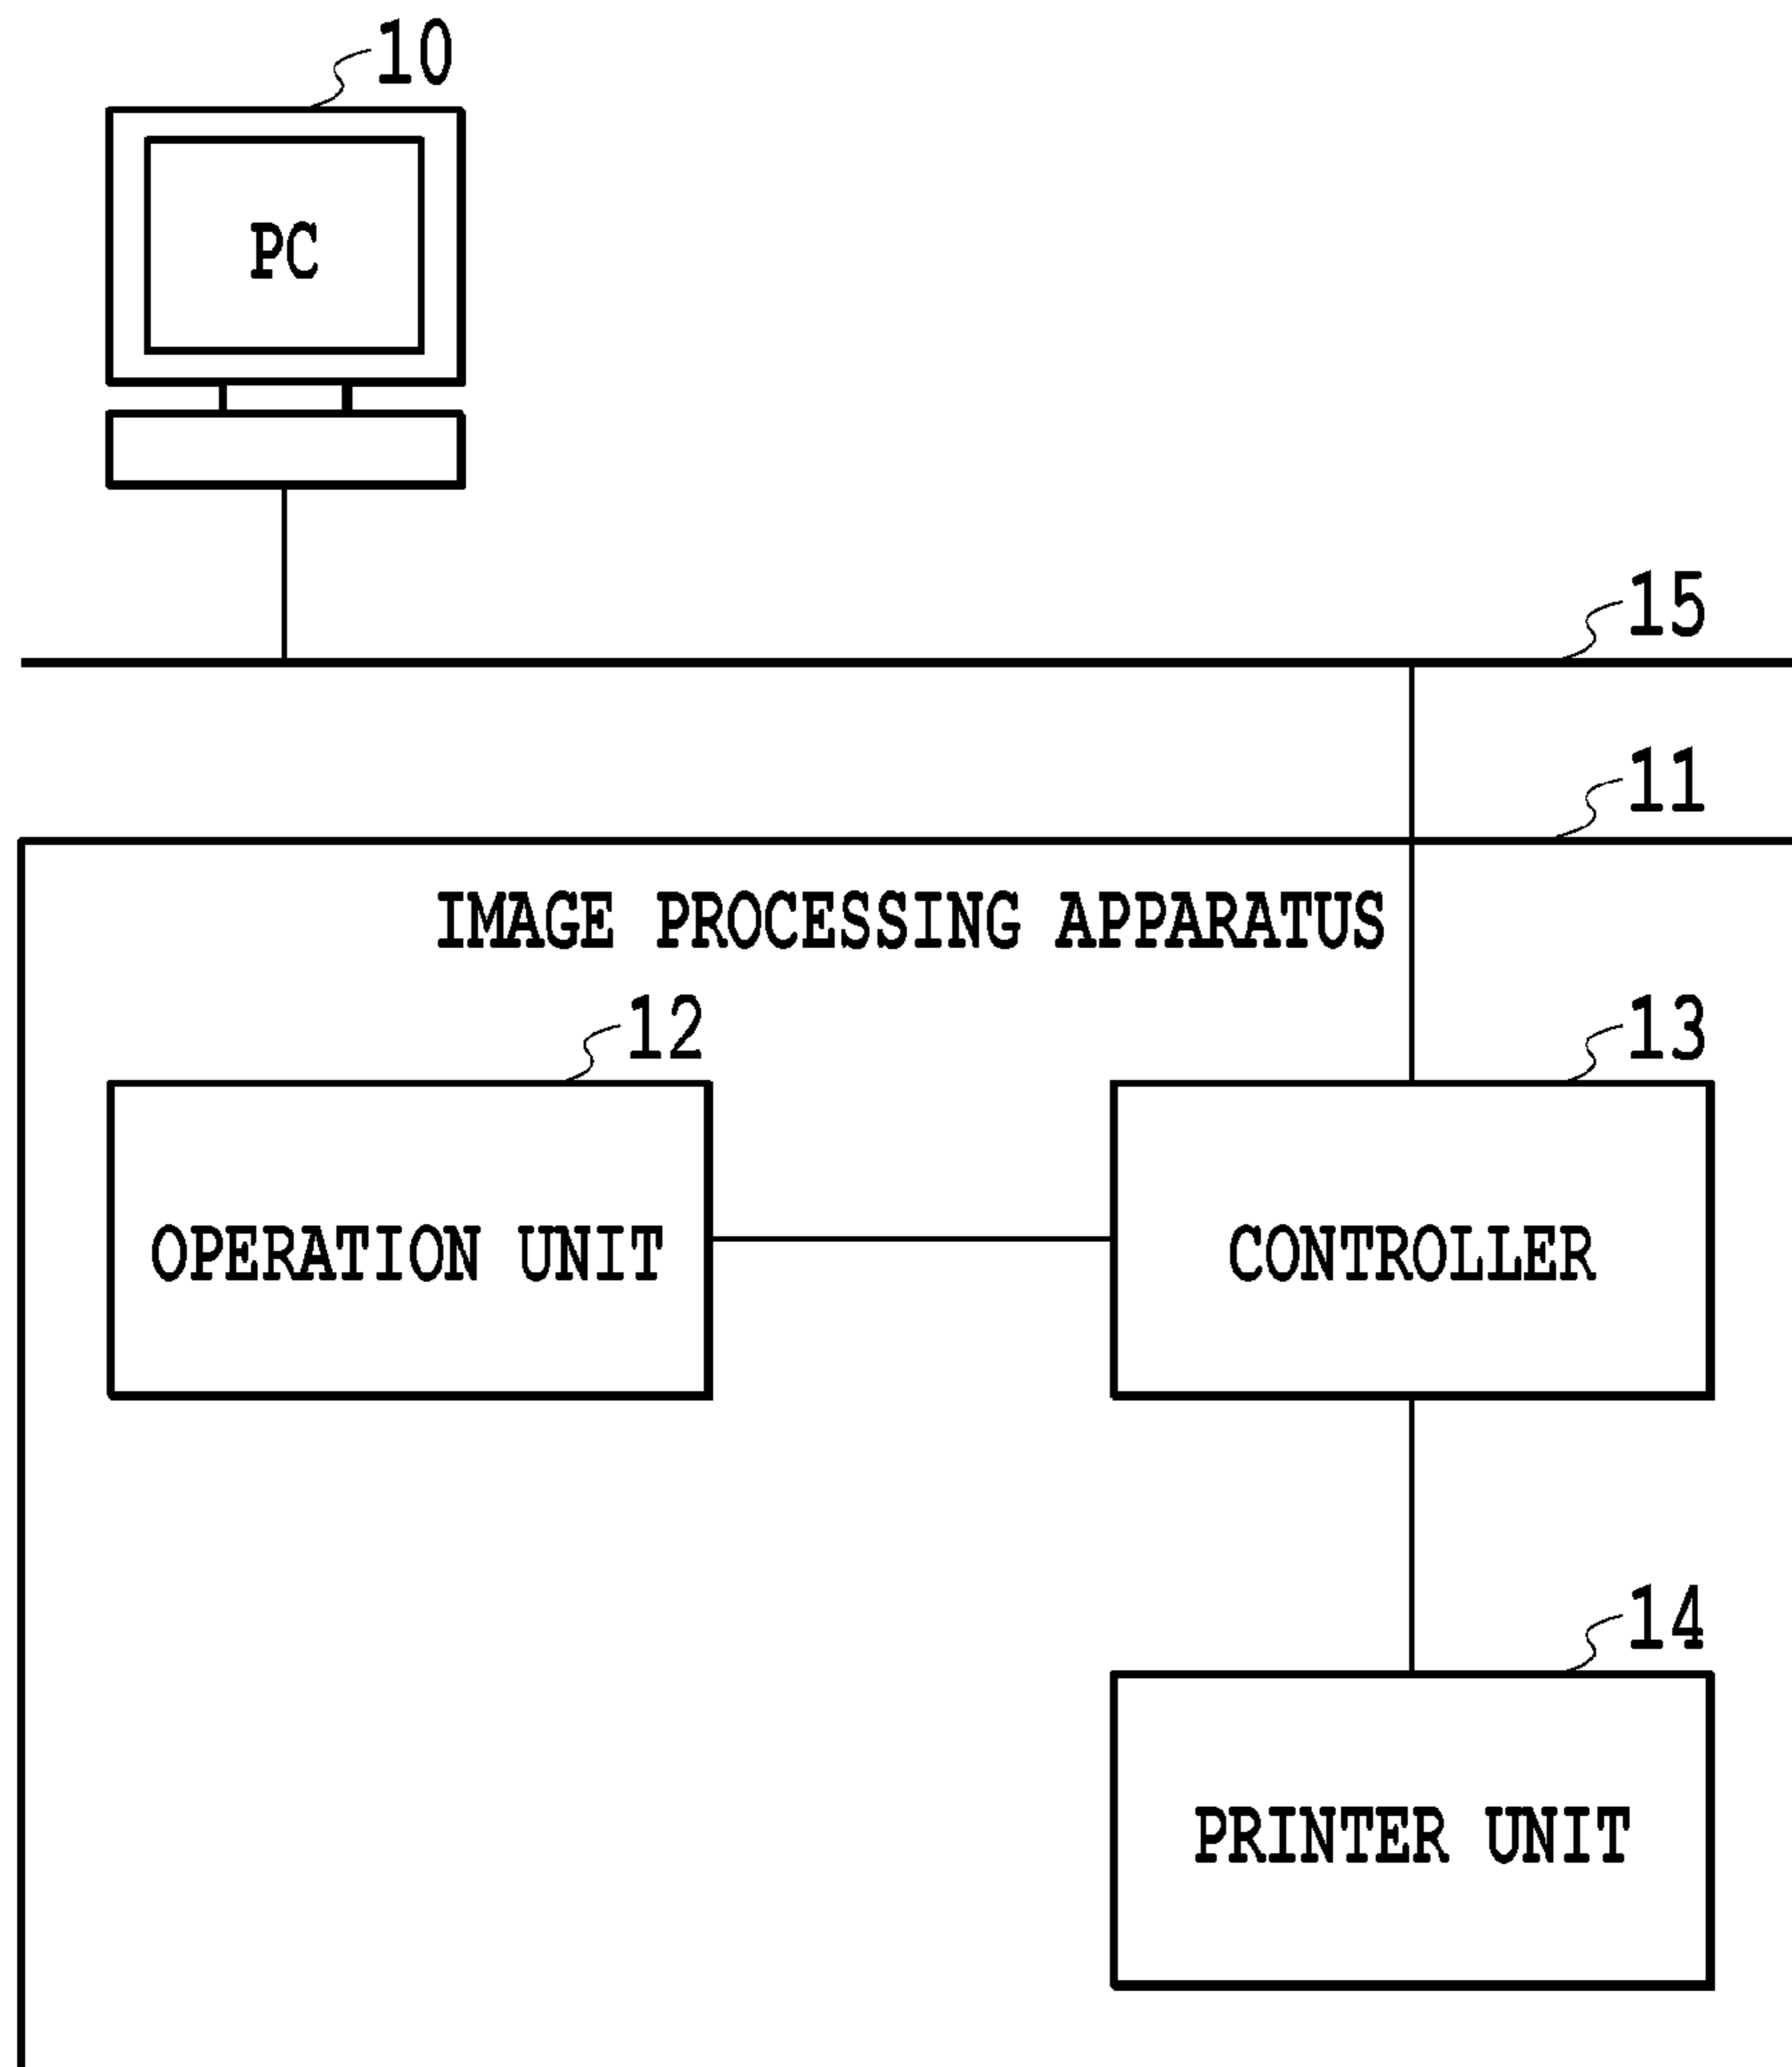 10
PC
15
11
IMAGE PROCESSING APPARATUS
12
13
OPERATION UNIT
CONTROLLER
14
PRINTER UNIT